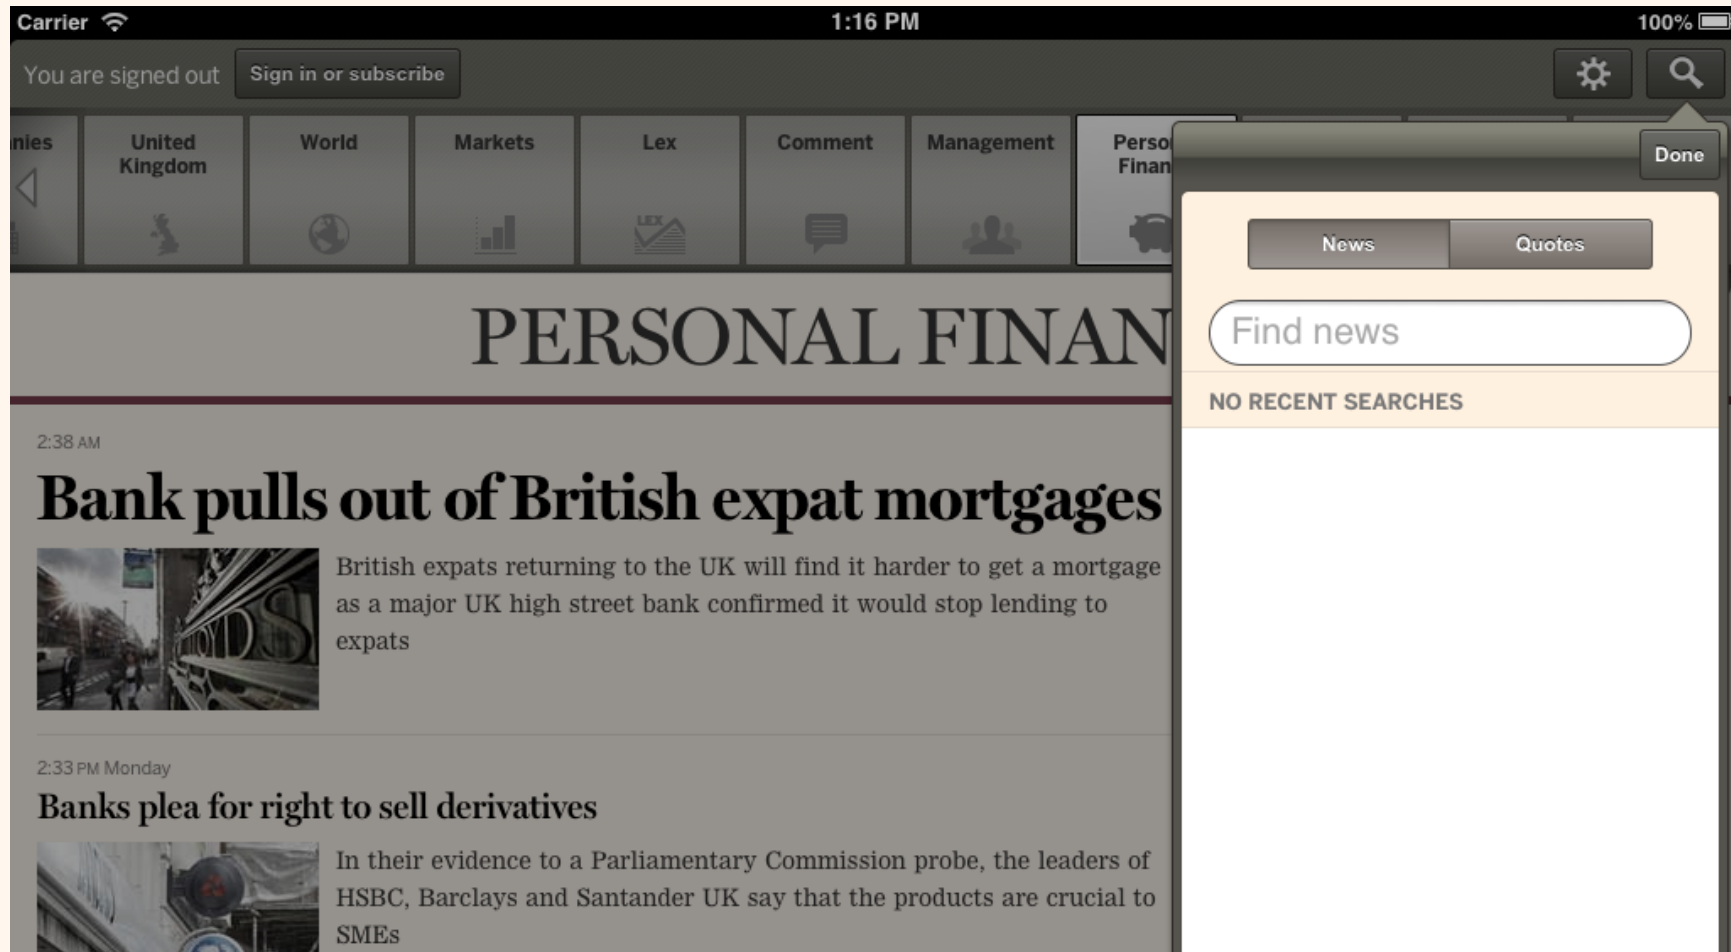 Carrier 1:16 PM 100%
You are signed out Sign in or subscribe
nies
United
Kingdom
World
Markets
LEX
Lex
Comment
Management
Perso
Finan
Done
News Quotes
Find news
NO RECENT SEARCHES
PERSONAL FINAN
2:38 AM
Bank pulls out of British expat mortgages
British expats returning to the UK will find it harder to get a mortgage
as a major UK high street bank confirmed it would stop lending to
expats
2:33 PM Monday
Banks plea for right to sell derivatives
In their evidence to a Parliamentary Commission probe, the leaders of
HSBC, Barclays and Santander UK say that the products are crucial to
SMEs